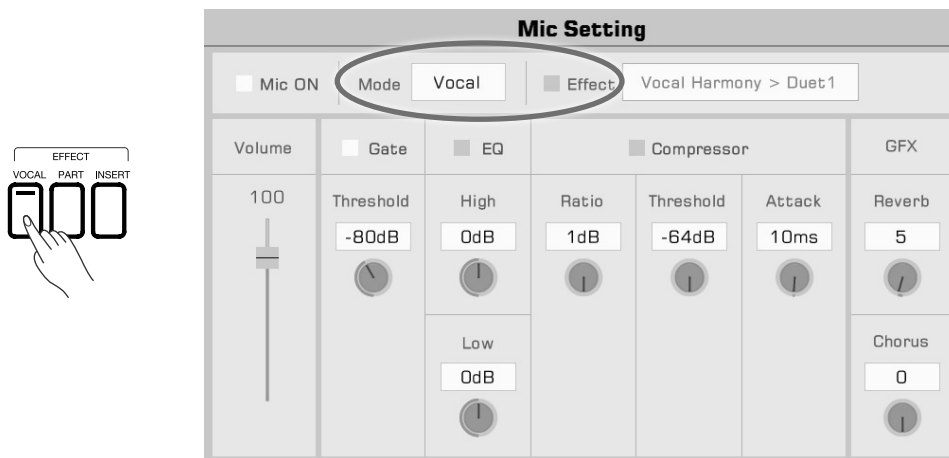 Mic Setting
Mic ON Mode Vocal Effect Vocal Harmony > Duet1
EFFECT
VOCAL PART INSERT
Volume Gate EQ Compressor GFX
100 Threshold High Ratio Threshold Attack Reverb
-80dB 0dB 1dB -64dB 10ms 5
Low Chorus
0dB 0